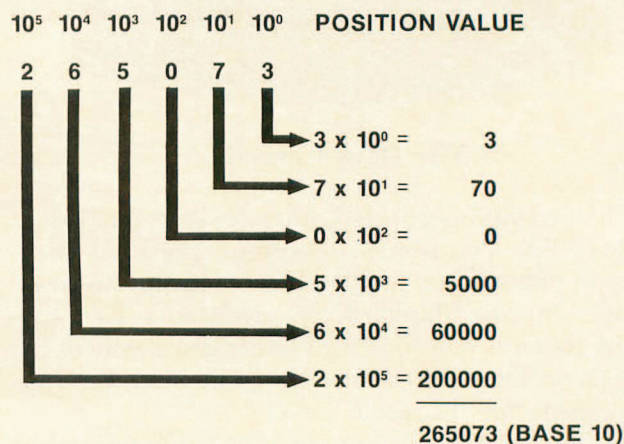 10⁵ 10⁴ 10³ 10² 10¹ 10⁰ POSITION VALUE
2 6 5 0 7 3
3 x 10⁰ = 3
7 x 10¹ = 70
0 x 10² = 0
5 x 10³ = 5000
6 x 10⁴ = 60000
2 x 10⁵ = 200000
265073 (BASE 10)